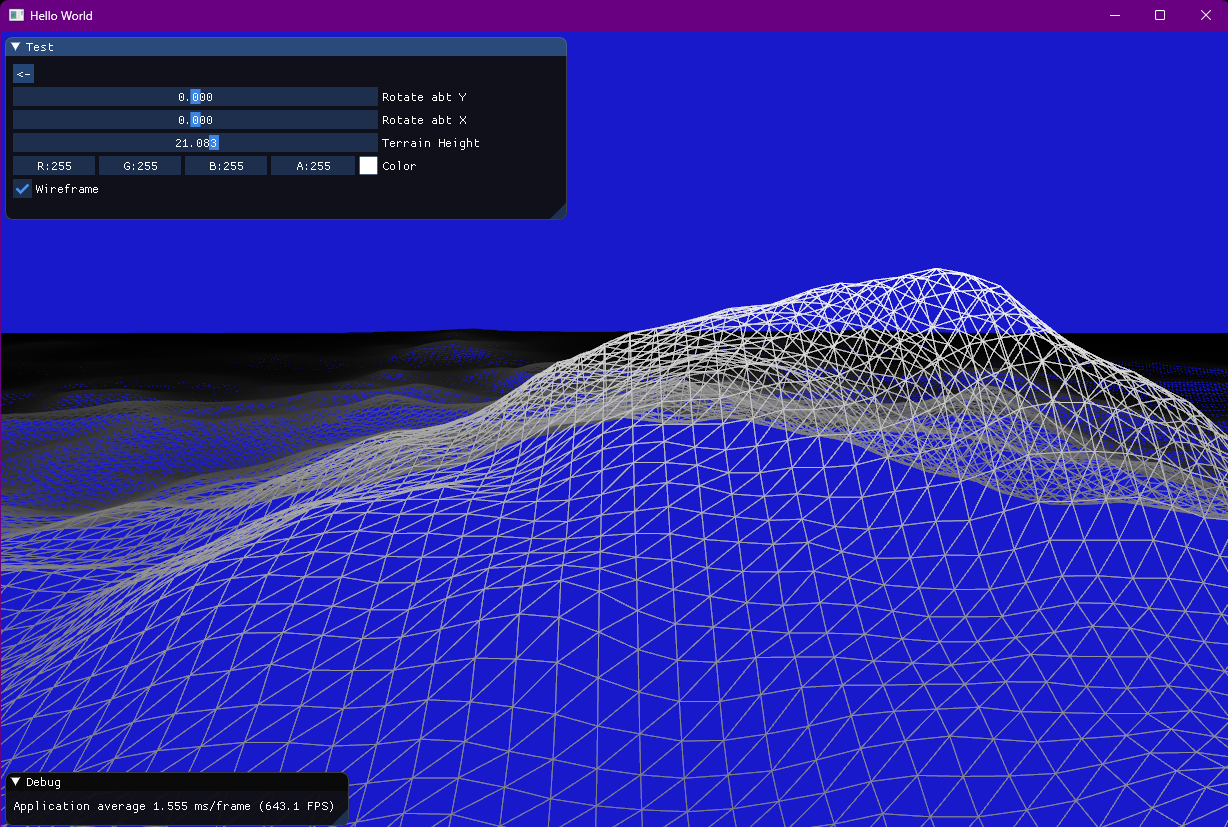 Hello World
Test
<-
0.000 Rotate abt Y
0.000 Rotate abt X
21.083 Terrain Height
R:255 G:255 B:255 A:255 Color
Wireframe
Debug
Application average 1.555 ms/frame (643.1 FPS)